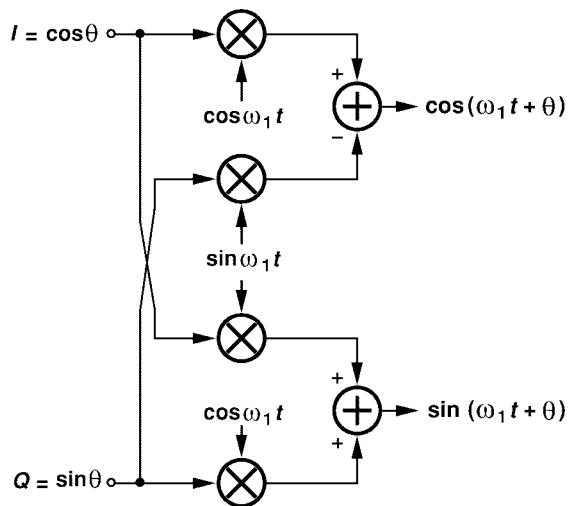 I = cosθ
cosω₁t
+
−
cos(ω₁t + θ)
sinω₁t
cosω₁t
+
+
sin (ω₁t + θ)
Q = sinθ